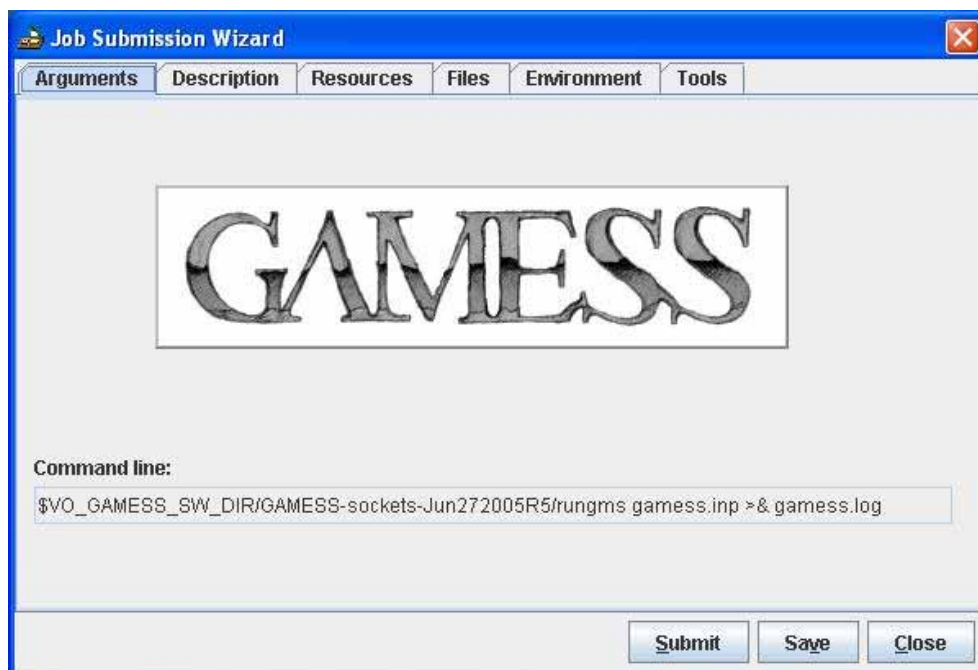 Job Submission Wizard
Arguments Description Resources Files Environment Tools
GAMESS
Command line:
$VO_GAMESS_SW_DIR/GAMESS-sockets-Jun272005R5/rungms gamess.inp >& gamess.log
Submit Save Close